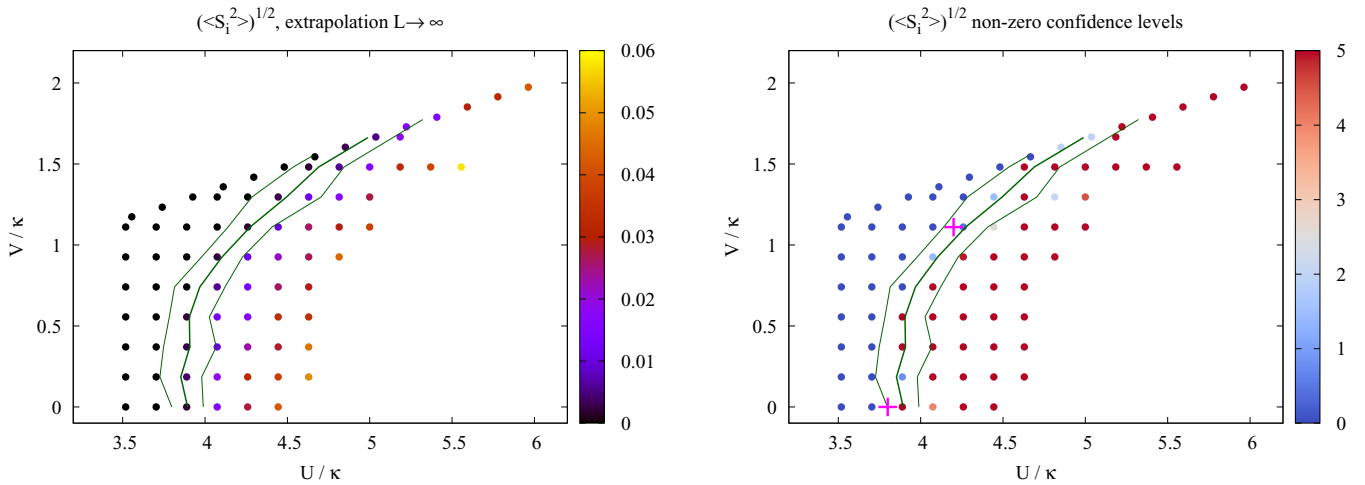 (<S_i^2>)^{1/2}, extrapolation L→ ∞
V / κ
2
1.5
1
0.5
0
3.5 4 4.5 5 5.5 6
U / κ
0.06
0.05
0.04
0.03
0.02
0.01
0
(<S_i^2>)^{1/2} non-zero confidence levels
V / κ
2
1.5
1
0.5
0
3.5 4 4.5 5 5.5 6
U / κ
5
4
3
2
1
0